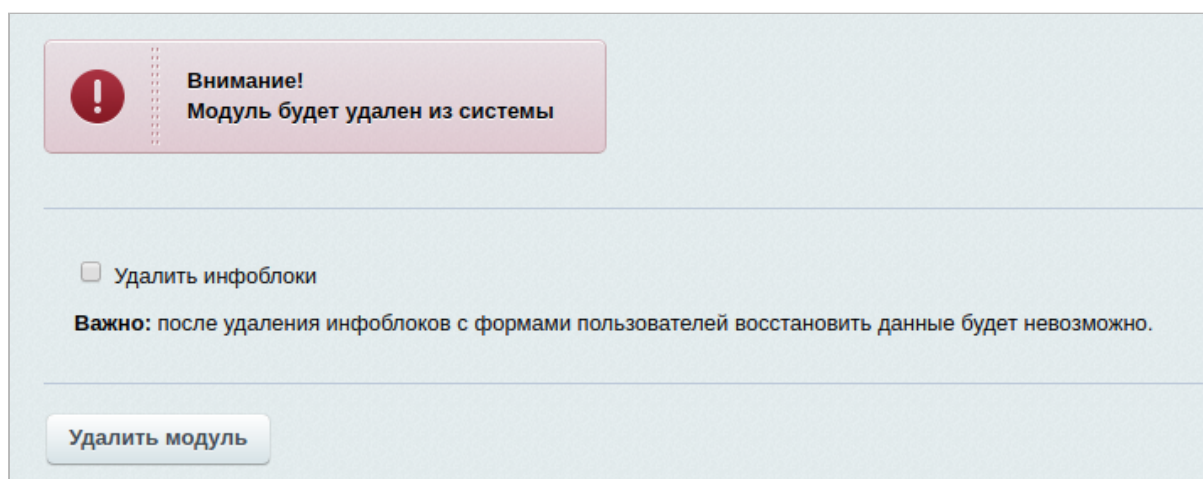 Внимание!
Модуль будет удален из системы
Удалить инфоблоки
Важно: после удаления инфоблоков с формами пользователей восстановить данные будет невозможно.
Удалить модуль